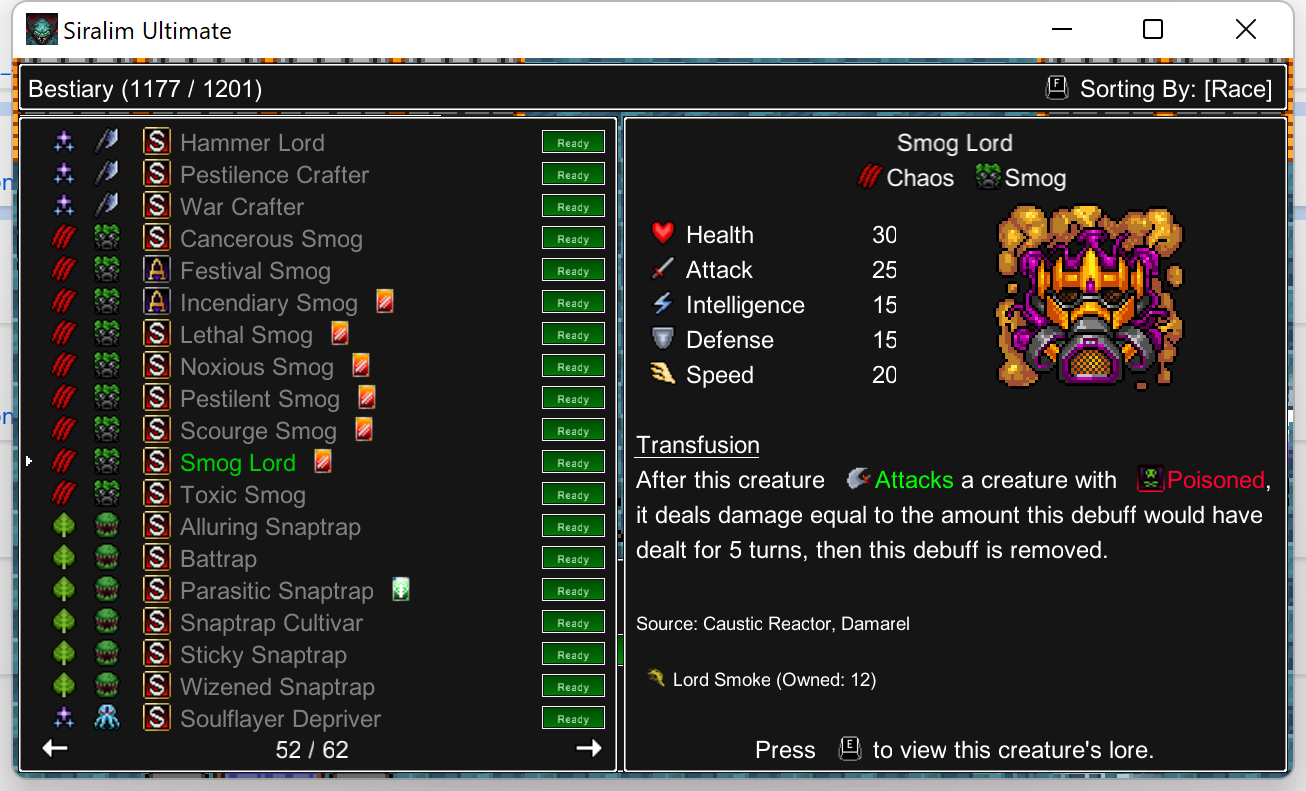 Siralim Ultimate
Bestiary (1177 / 1201)
F Sorting By: [Race]
S Hammer Lord Ready
S Pestilence Crafter Ready
S War Crafter Ready
S Cancerous Smog Ready
A Festival Smog Ready
A Incendiary Smog Ready
S Lethal Smog Ready
S Noxious Smog Ready
S Pestilent Smog Ready
S Scourge Smog Ready
S Smog Lord Ready
S Toxic Smog Ready
S Alluring Snaptrap Ready
S Battrap Ready
S Parasitic Snaptrap Ready
S Snaptrap Cultivar Ready
S Sticky Snaptrap Ready
S Wizened Snaptrap Ready
S Soulflayer Depriver Ready
52 / 62
Smog Lord
Chaos Smog
Health 30
Attack 25
Intelligence 15
Defense 15
Speed 20
Transfusion
After this creature Attacks a creature with Poisoned,
it deals damage equal to the amount this debuff would have
dealt for 5 turns, then this debuff is removed.
Source: Caustic Reactor, Damarel
Lord Smoke (Owned: 12)
Press E to view this creature's lore.